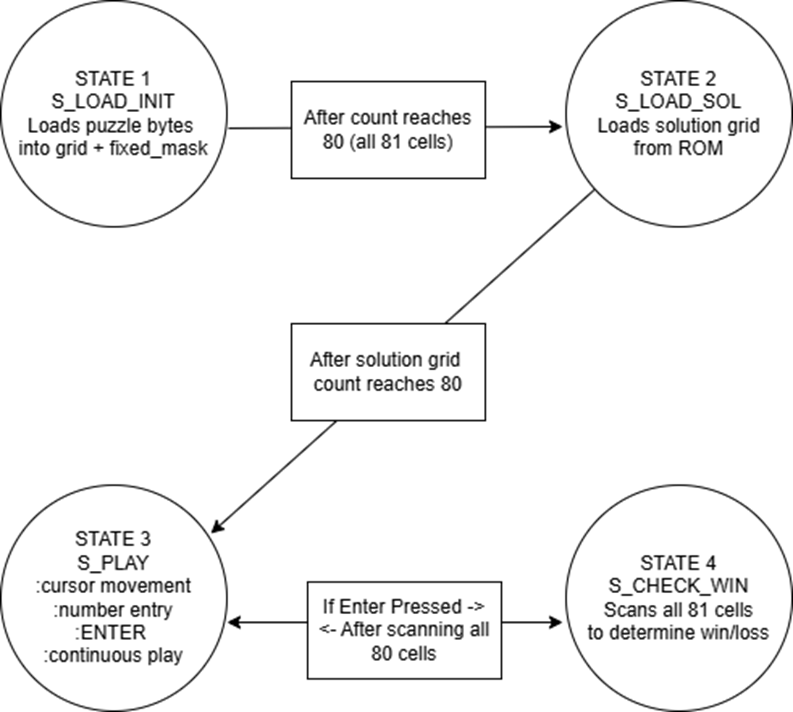 STATE 1
S_LOAD_INIT
Loads puzzle bytes
into grid + fixed_mask
After count reaches
80 (all 81 cells)
STATE 2
S_LOAD_SOL
Loads solution grid
from ROM
After solution grid
count reaches 80
STATE 3
S_PLAY
:cursor movement
:number entry
:ENTER
:continuous play
If Enter Pressed ->
<- After scanning all
80 cells
STATE 4
S_CHECK_WIN
Scans all 81 cells
to determine win/loss